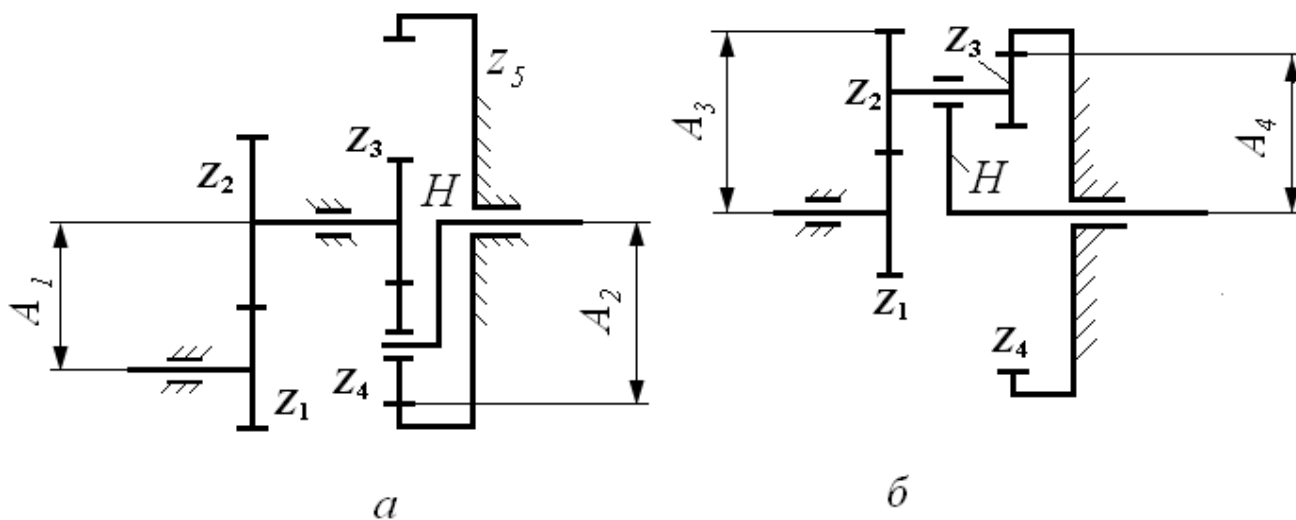 z₅
Z₃
Z₂
H
A₁
A₂
Z₄
Z₁
а
A₃
Z₃
Z₂
H
A₄
Z₁
Z₄
б